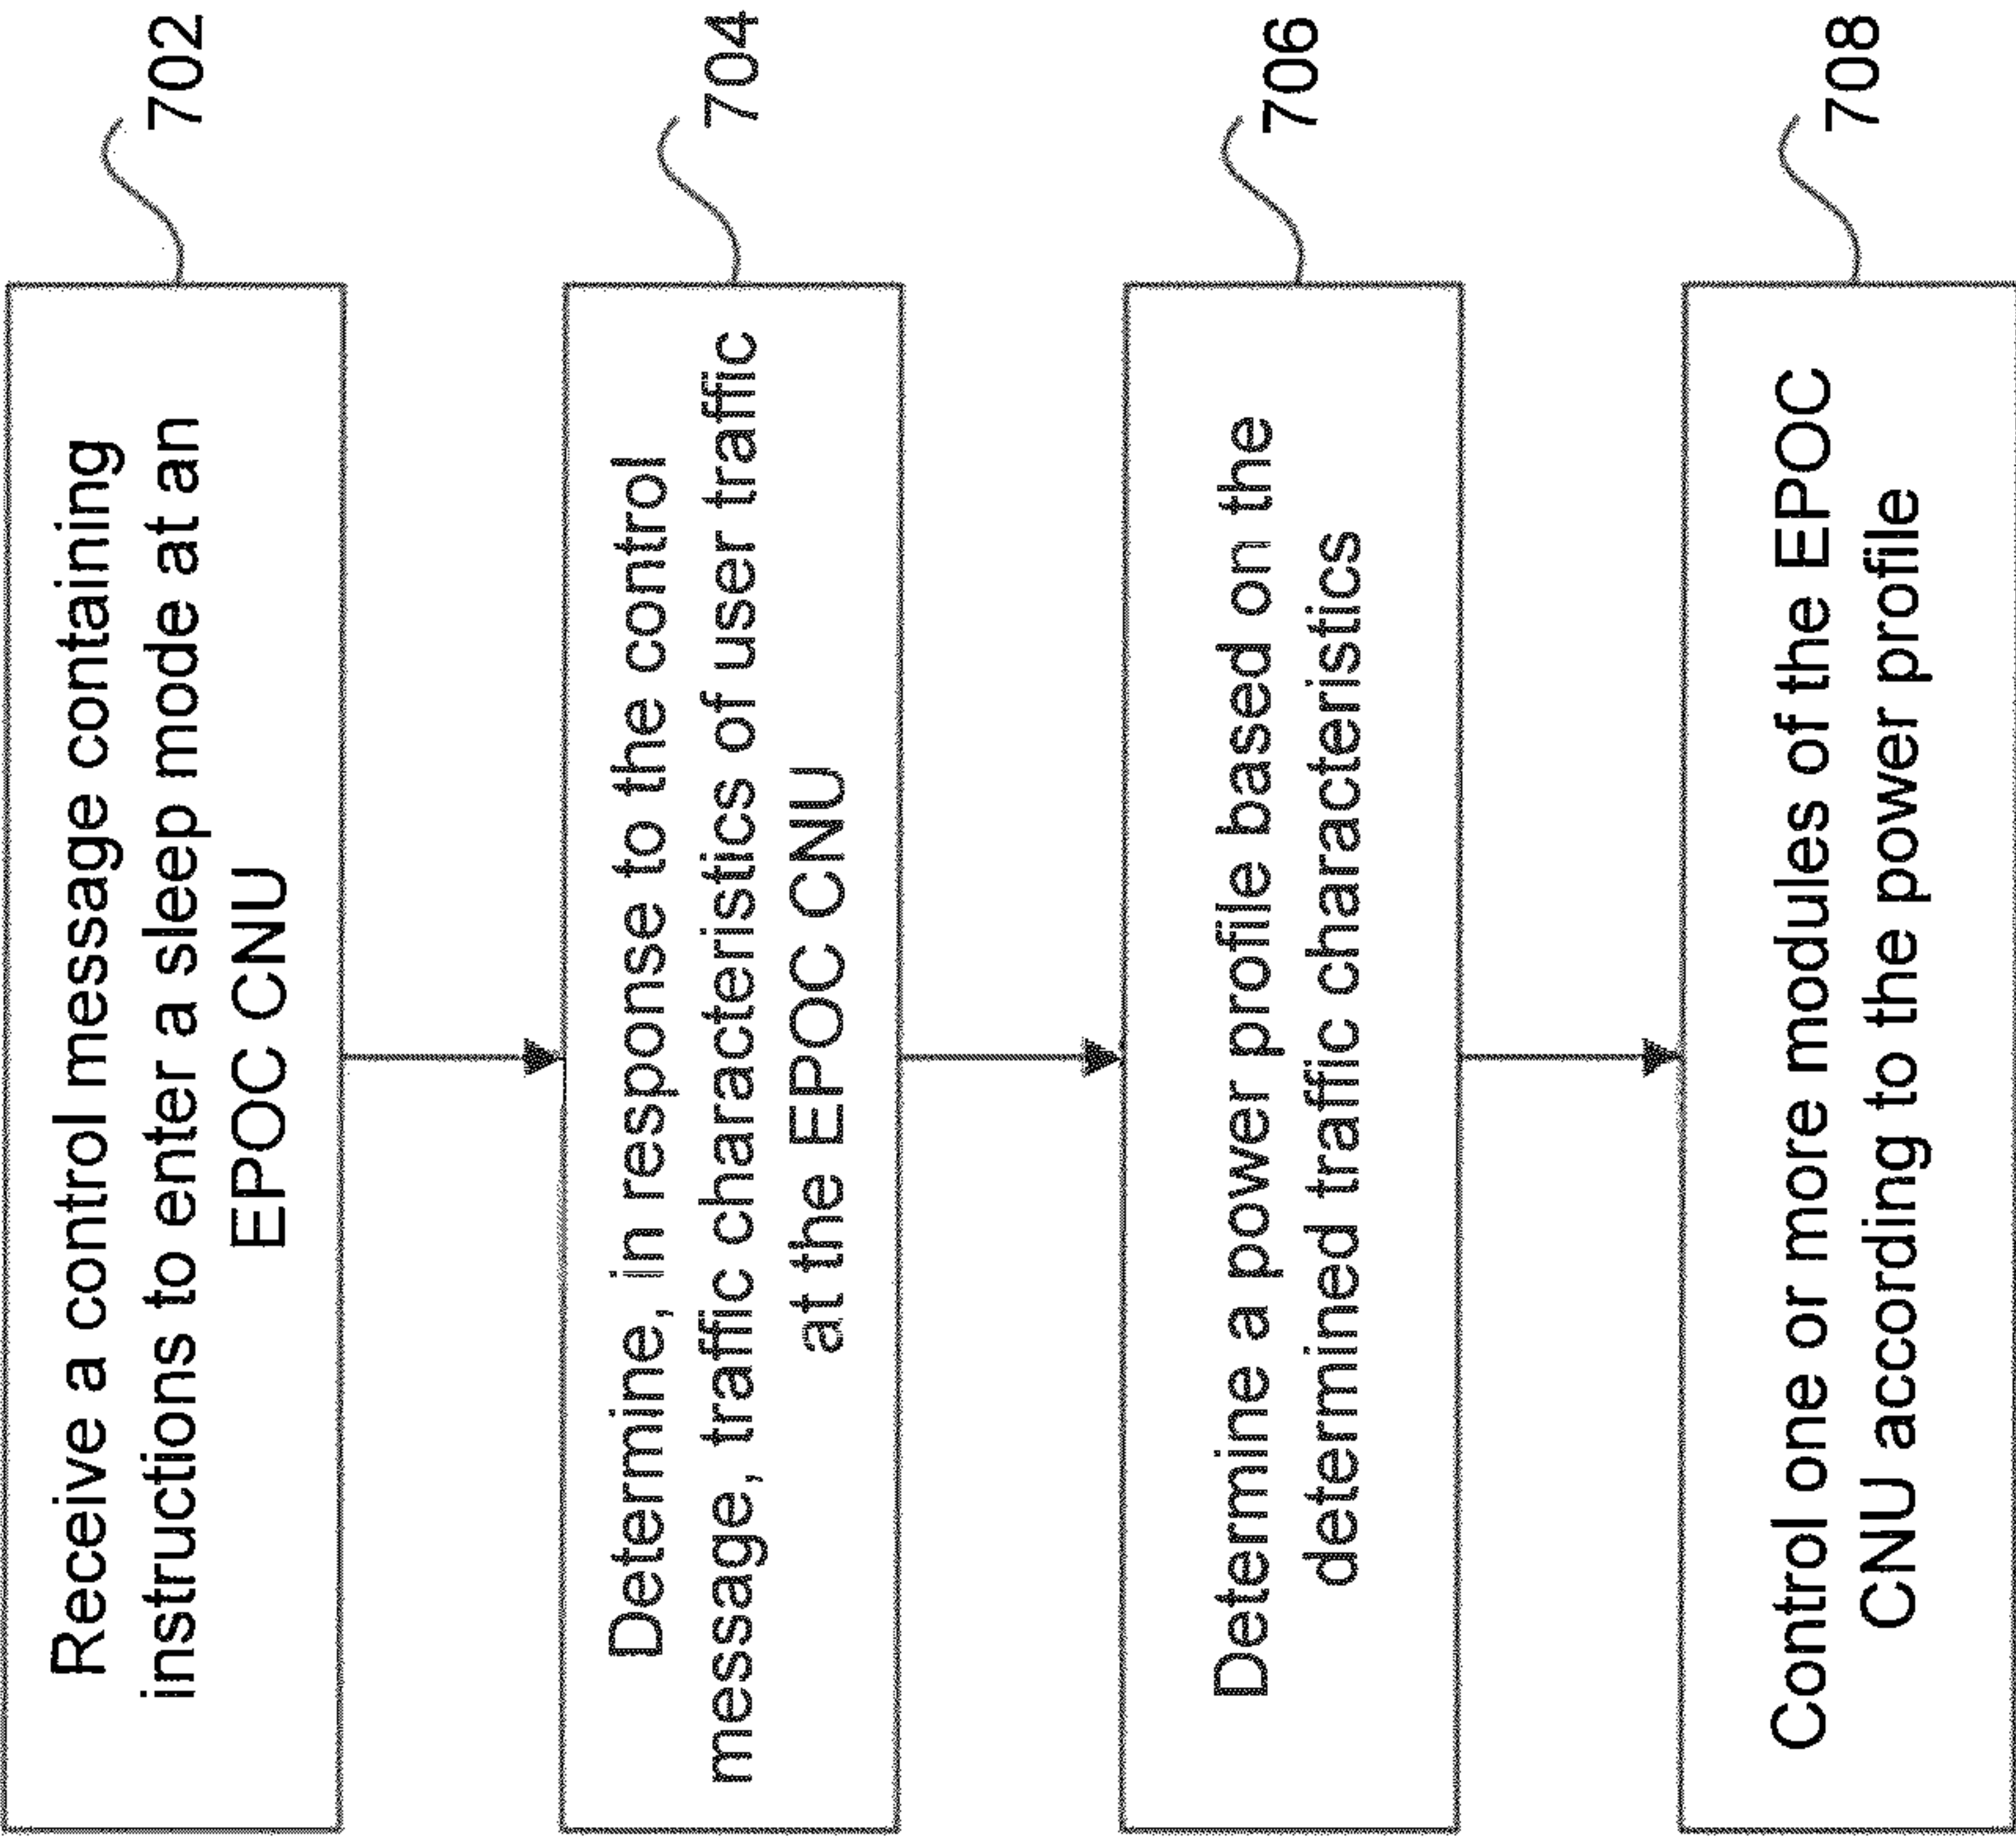 Receive a control message containing
instructions to enter a sleep mode at an
EPOC CNU
702
Determine, in response to the control
message, traffic characteristics of user traffic
at the EPOC CNU
704
Determine a power profile based on the
determined traffic characteristics
706
Control one or more modules of the EPOC
CNU according to the power profile
708